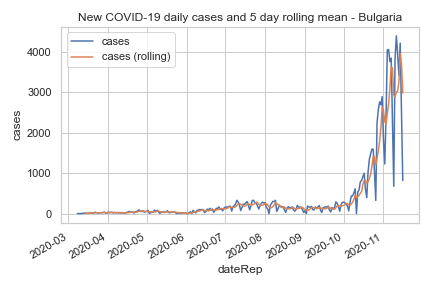 New COVID-19 daily cases and 5 day rolling mean - Bulgaria
cases
cases (rolling)
4000
3000
2000
1000
0
cases
2020-03
2020-04
2020-05
2020-06
2020-07
2020-08
2020-09
2020-10
2020-11
dateRep